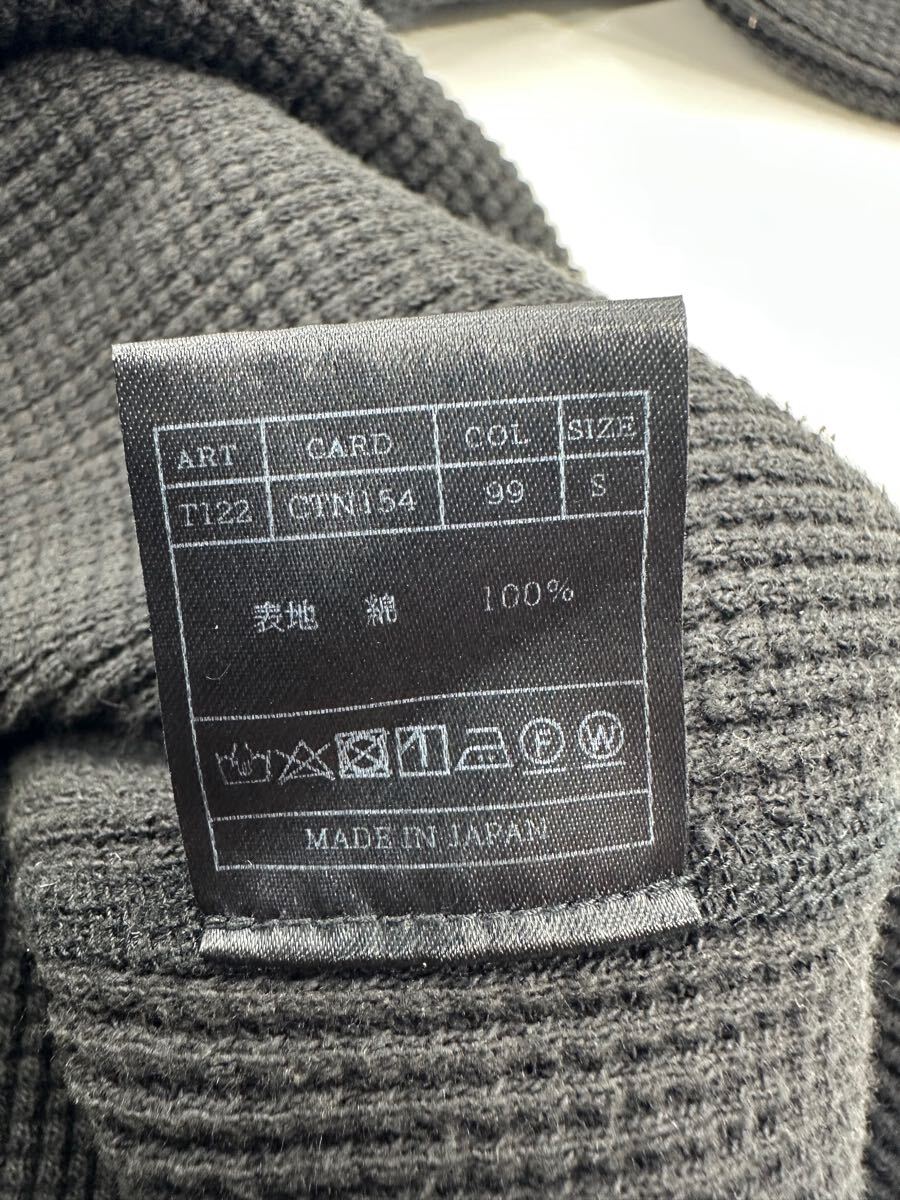 ART CARD COL SIZE
T122 CTN154 99 S
表地 綿 100%
P W
MADE IN JAPAN